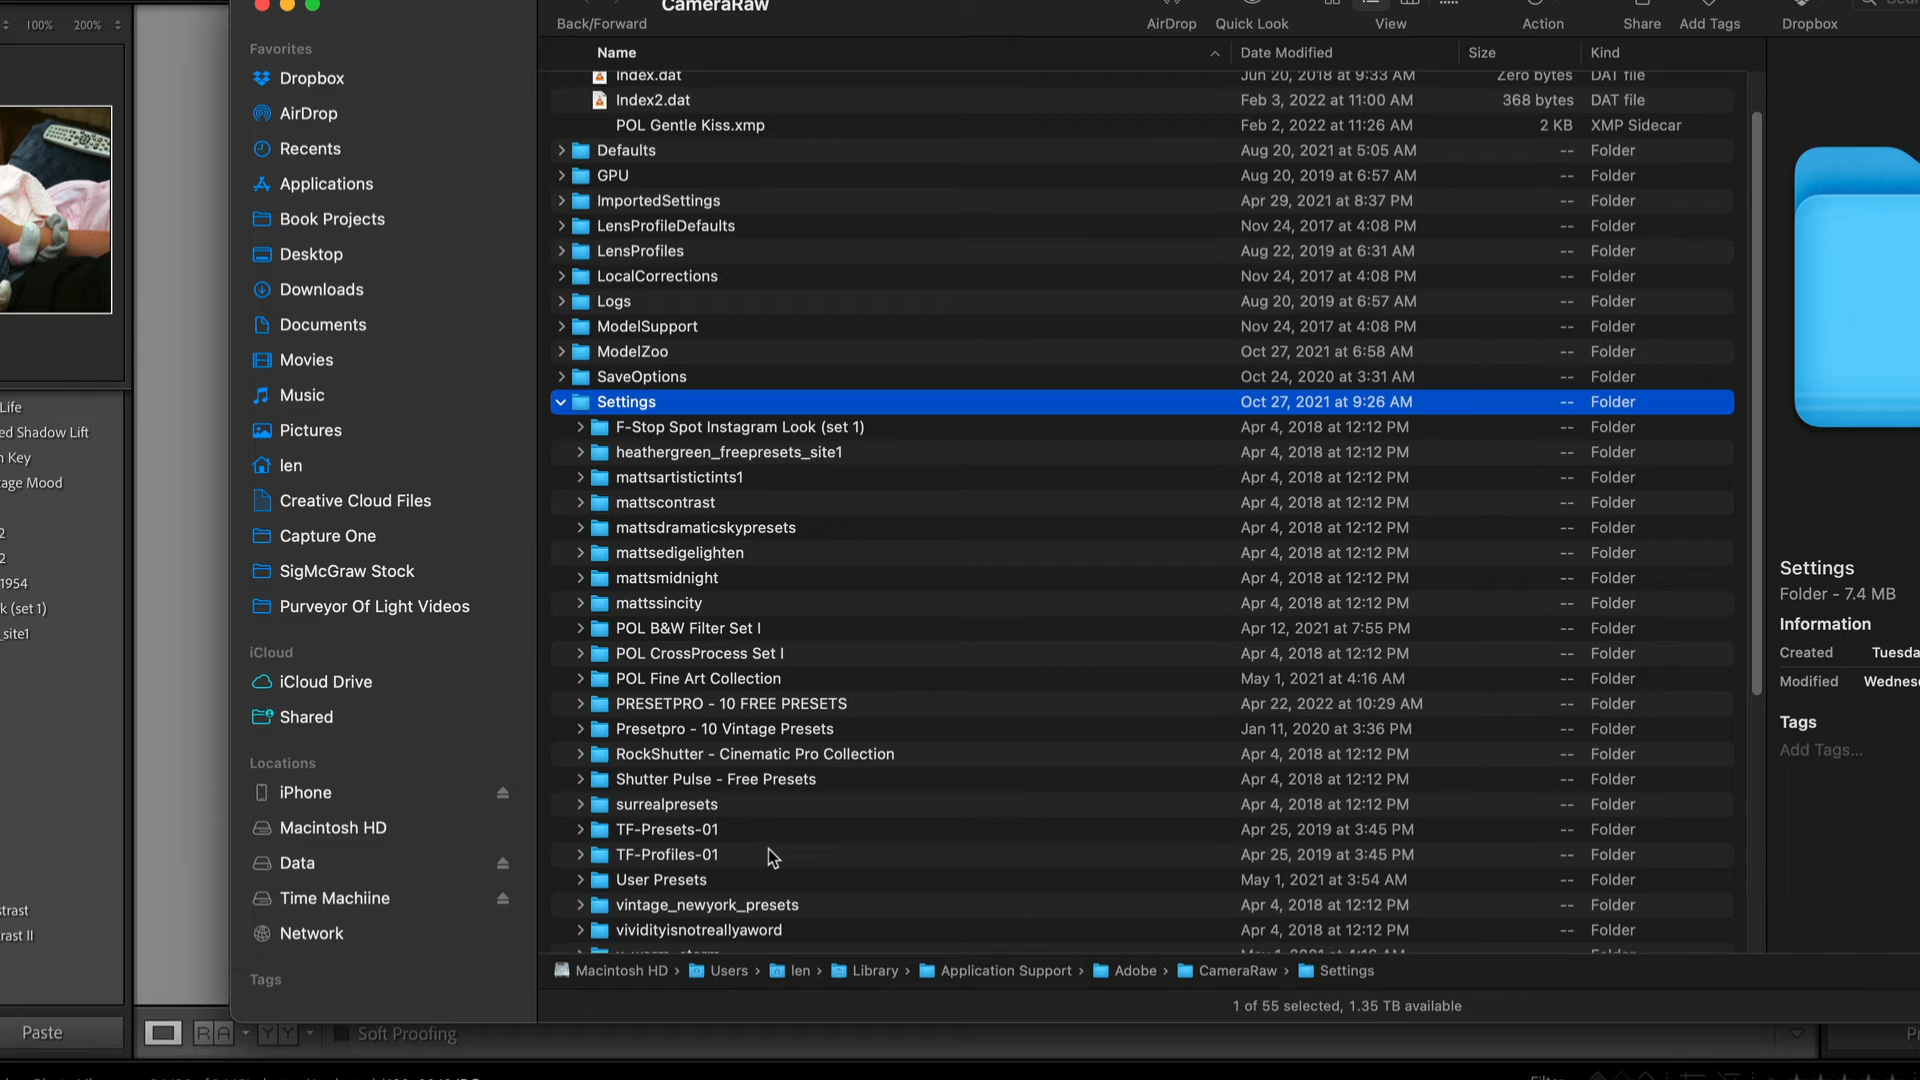 100% 200%
CameraRaw
Back/Forward
AirDrop
Quick Look
View
Action
Share
Add Tags
Dropbox
Favorites
Dropbox
AirDrop
Recents
Applications
Book Projects
Desktop
Downloads
Documents
Movies
Music
Pictures
len
Creative Cloud Files
Capture One
SigMcGraw Stock
Purveyor Of Light Videos
iCloud
iCloud Drive
Shared
Locations
iPhone
Macintosh HD
Data
Time Machiine
Network
Tags
Name Date Modified Size Kind
Index.dat Jun 20, 2018 at 9:33 AM Zero bytes DAT file
Index2.dat Feb 3, 2022 at 11:00 AM 368 bytes DAT file
POL Gentle Kiss.xmp Feb 2, 2022 at 11:26 AM 2 KB XMP Sidecar
Defaults Aug 20, 2021 at 5:05 AM -- Folder
GPU Aug 20, 2019 at 6:57 AM -- Folder
ImportedSettings Apr 29, 2021 at 8:37 PM -- Folder
LensProfileDefaults Nov 24, 2017 at 4:08 PM -- Folder
LensProfiles Aug 22, 2019 at 6:31 AM -- Folder
LocalCorrections Nov 24, 2017 at 4:08 PM -- Folder
Logs Aug 20, 2019 at 6:57 AM -- Folder
ModelSupport Nov 24, 2017 at 4:08 PM -- Folder
ModelZoo Oct 27, 2021 at 6:58 AM -- Folder
SaveOptions Oct 24, 2020 at 3:31 AM -- Folder
Settings Oct 27, 2021 at 9:26 AM -- Folder
F-Stop Spot Instagram Look (set 1) Apr 4, 2018 at 12:12 PM -- Folder
heathergreen_freepresets_site1 Apr 4, 2018 at 12:12 PM -- Folder
mattsartistictints1 Apr 4, 2018 at 12:12 PM -- Folder
mattscontrast Apr 4, 2018 at 12:12 PM -- Folder
mattsdramaticskypresets Apr 4, 2018 at 12:12 PM -- Folder
mattsedigelighten Apr 4, 2018 at 12:12 PM -- Folder
mattsmidnight Apr 4, 2018 at 12:12 PM -- Folder
mattssincity Apr 4, 2018 at 12:12 PM -- Folder
POL B&W Filter Set I Apr 12, 2021 at 7:55 PM -- Folder
POL CrossProcess Set I Apr 4, 2018 at 12:12 PM -- Folder
POL Fine Art Collection May 1, 2021 at 4:16 AM -- Folder
PRESETPRO - 10 FREE PRESETS Apr 22, 2022 at 10:29 AM -- Folder
Presetpro - 10 Vintage Presets Jan 11, 2020 at 3:36 PM -- Folder
RockShutter - Cinematic Pro Collection Apr 4, 2018 at 12:12 PM -- Folder
Shutter Pulse - Free Presets Apr 4, 2018 at 12:12 PM -- Folder
surrealpresets Apr 4, 2018 at 12:12 PM -- Folder
TF-Presets-01 Apr 25, 2019 at 3:45 PM -- Folder
TF-Profiles-01 Apr 25, 2019 at 3:45 PM -- Folder
User Presets May 1, 2021 at 3:54 AM -- Folder
vintage_newyork_presets Apr 4, 2018 at 12:12 PM -- Folder
vividityisnotreallyaword Apr 4, 2018 at 12:12 PM -- Folder
Macintosh HD › Users › len › Library › Application Support › Adobe › CameraRaw › Settings
1 of 55 selected, 1.35 TB available
Settings
Folder - 7.4 MB
Information
Created Tuesda
Modified Wednes
Tags
Add Tags...
Life
ed Shadow Lift
Key
age Mood
2
2
1954
k (set 1)
_site1
trast
rast II
Paste
R A Y Y Soft Proofing